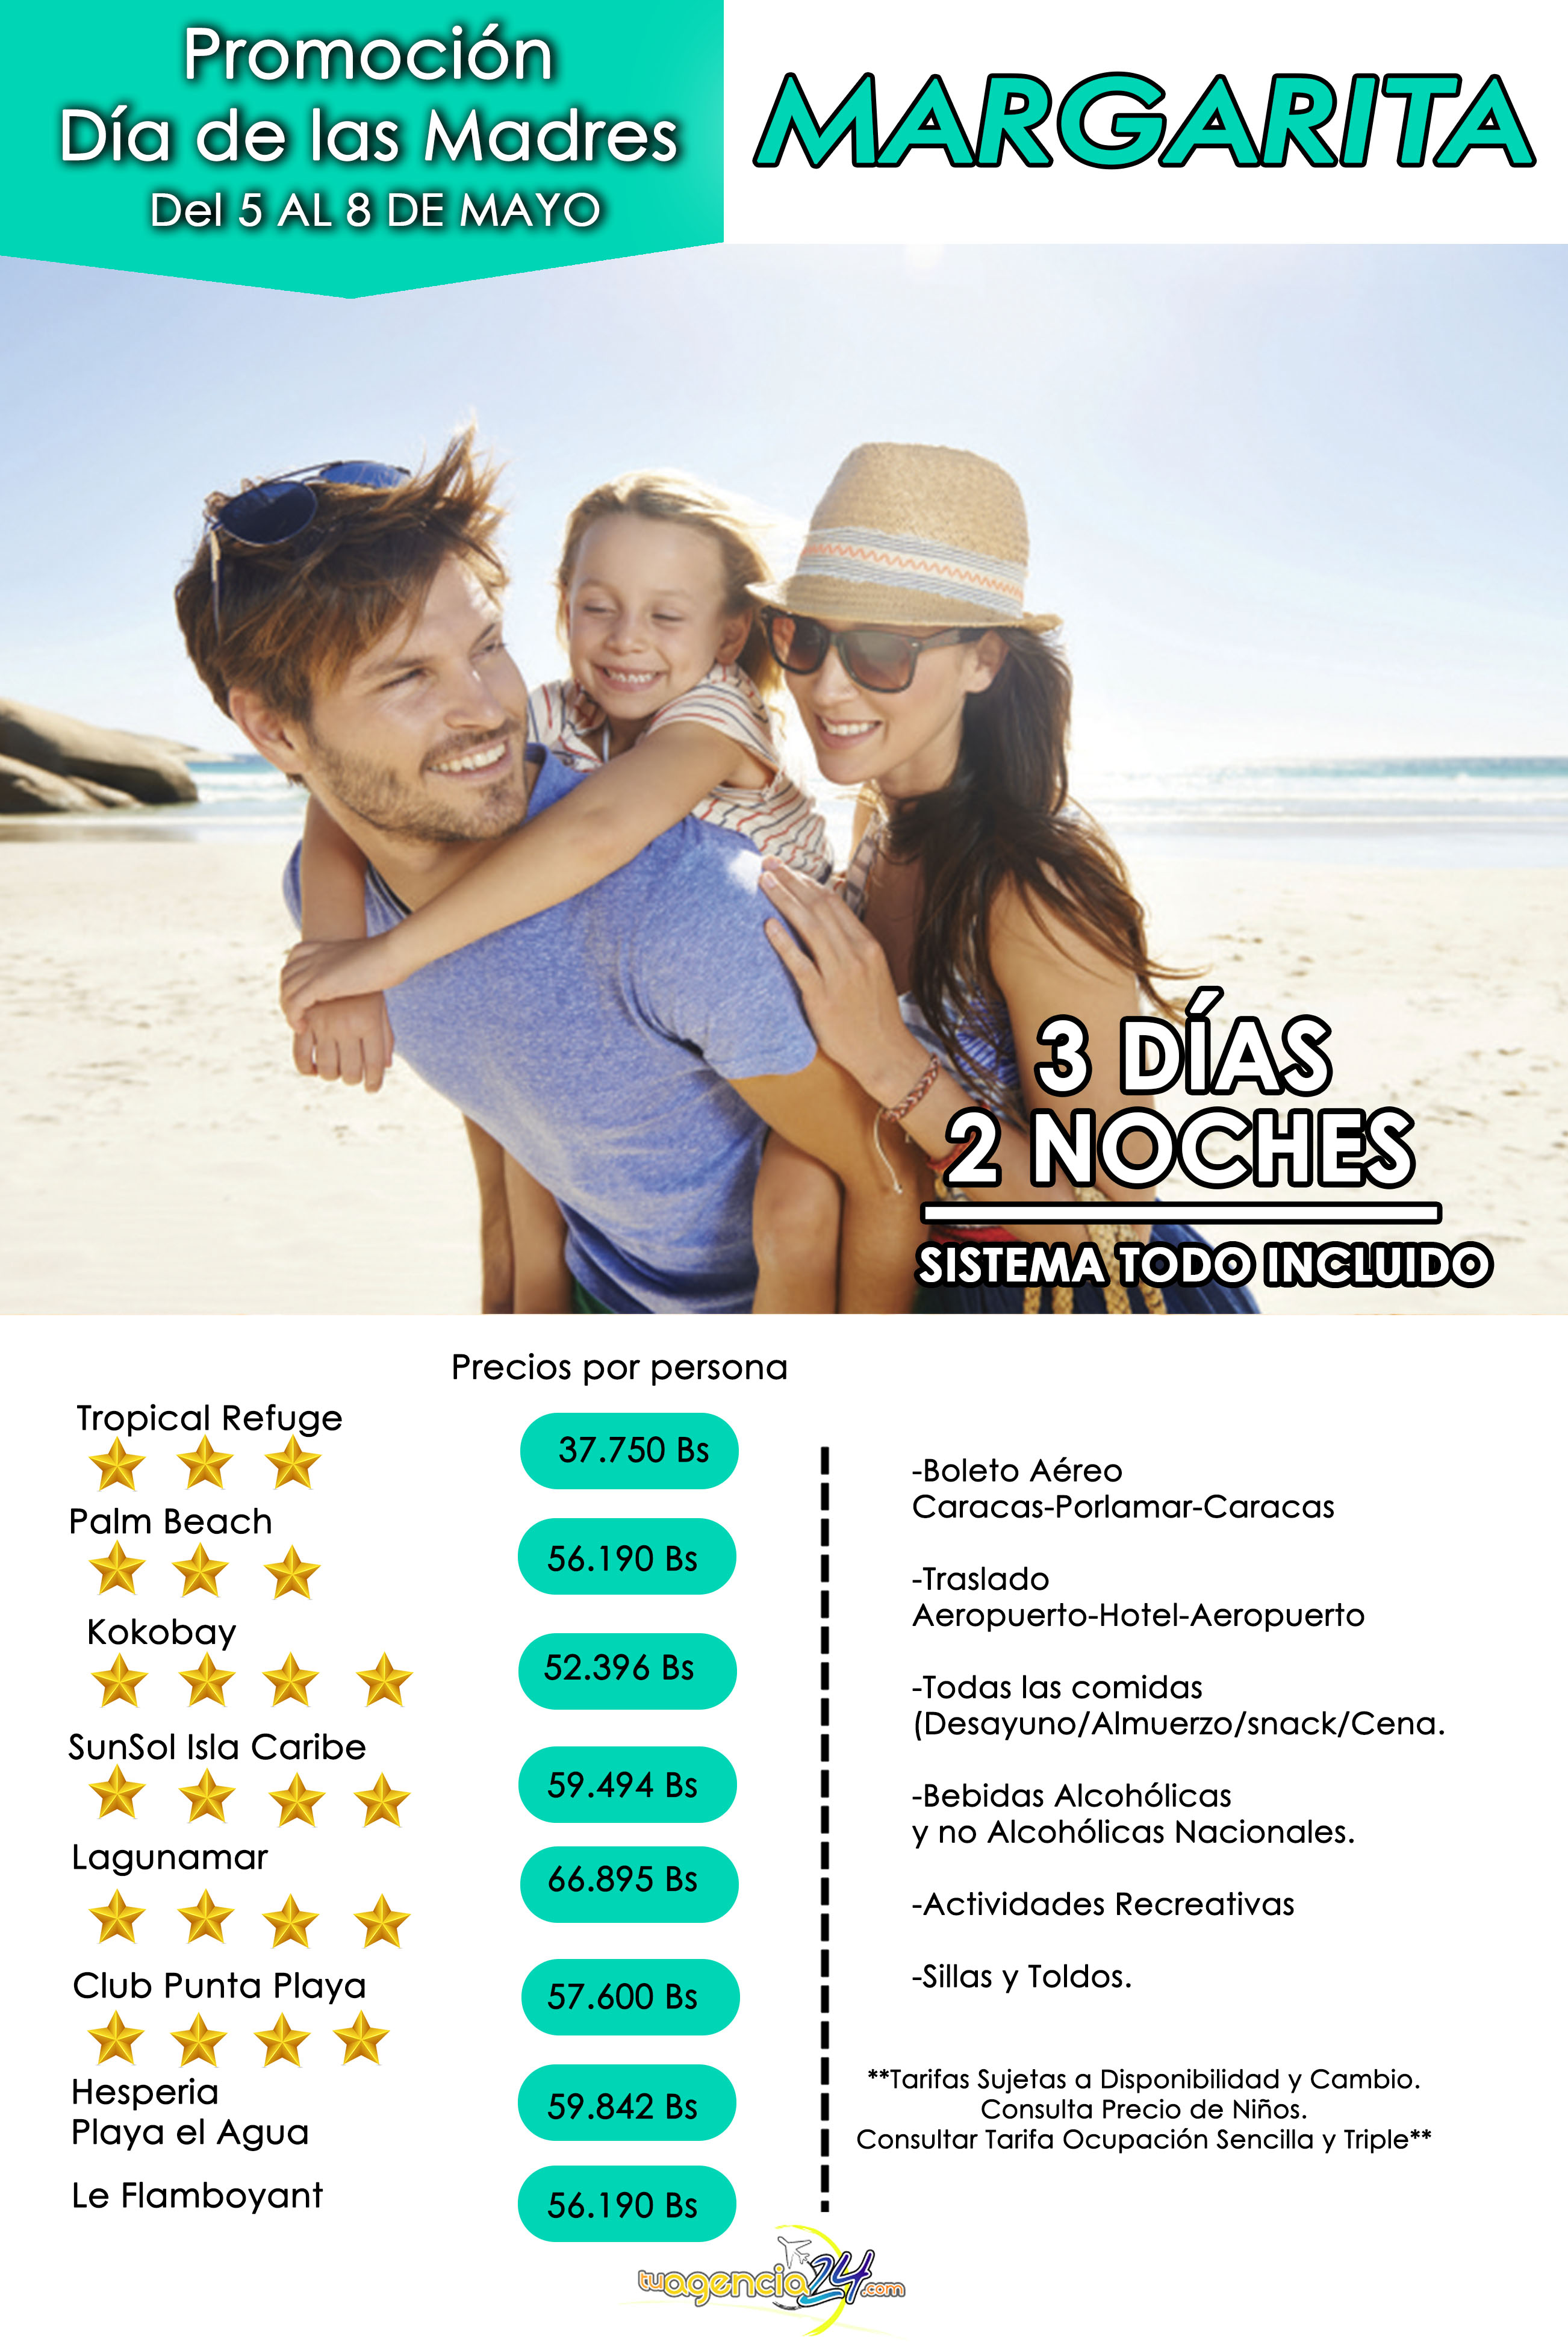 Promoción
Día de las Madres
Del 5 AL 8 DE MAYO
MARGARITA
3 DÍAS
2 NOCHES
SISTEMA TODO INCLUIDO
Precios por persona
Tropical Refuge
37.750 Bs
Palm Beach
56.190 Bs
Kokobay
52.396 Bs
SunSol Isla Caribe
59.494 Bs
Lagunamar
66.895 Bs
Club Punta Playa
57.600 Bs
Hesperia
Playa el Agua
59.842 Bs
Le Flamboyant
56.190 Bs
-Boleto Aéreo
Caracas-Porlamar-Caracas
-Traslado
Aeropuerto-Hotel-Aeropuerto
-Todas las comidas
(Desayuno/Almuerzo/snack/Cena.
-Bebidas Alcohólicas
y no Alcohólicas Nacionales.
-Actividades Recreativas
-Sillas y Toldos.
**Tarifas Sujetas a Disponibilidad y Cambio.
Consulta Precio de Niños.
Consultar Tarifa Ocupación Sencilla y Triple**
tuagencia24.com